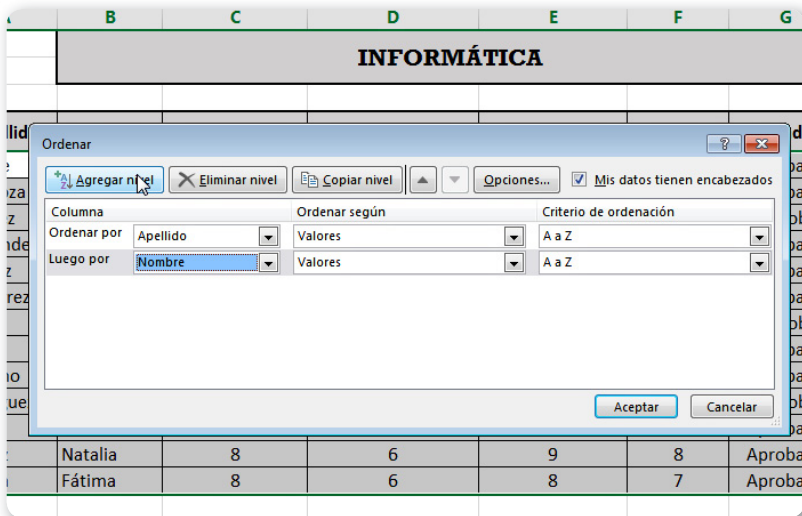 B C D E F G
INFORMÁTICA
Ordenar
Agregar nivel Eliminar nivel Copiar nivel Opciones... Mis datos tienen encabezados
Columna Ordenar según Criterio de ordenación
Ordenar por Apellido Valores A a Z
Luego por Nombre Valores A a Z
Aceptar Cancelar
Natalia 8 6 9 8 Aproba
Fátima 8 6 8 7 Aproba